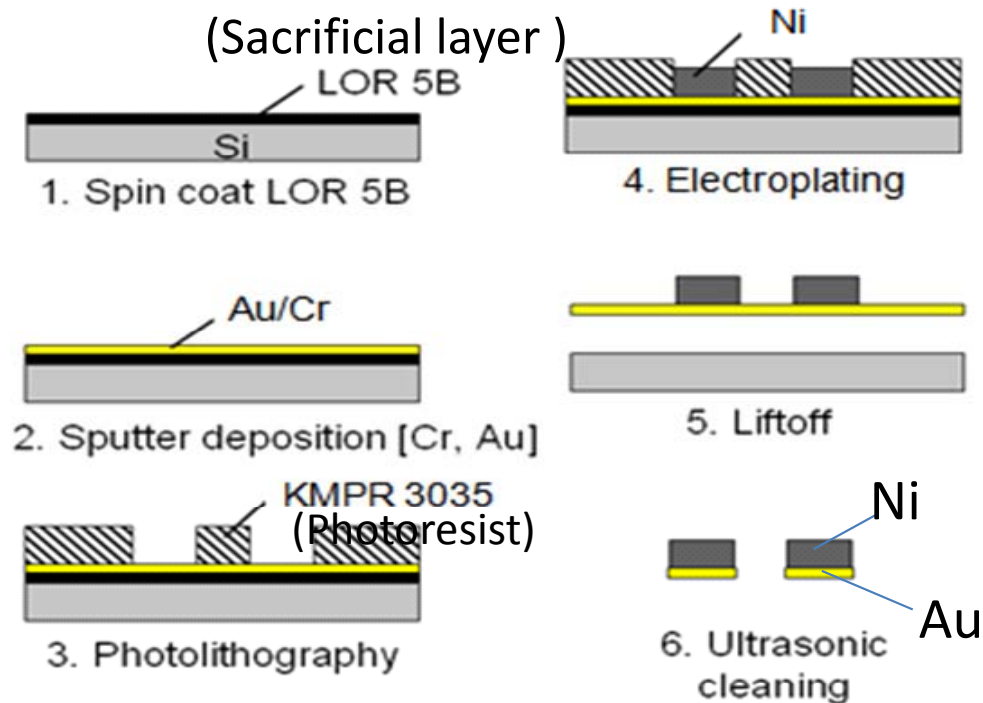 (Sacrificial layer )
LOR 5B
Si
1. Spin coat LOR 5B
Au/Cr
2. Sputter deposition [Cr, Au]
KMPR 3035
(Photoresist)
3. Photolithography
Ni
4. Electroplating
5. Liftoff
Ni
Au
6. Ultrasonic
cleaning